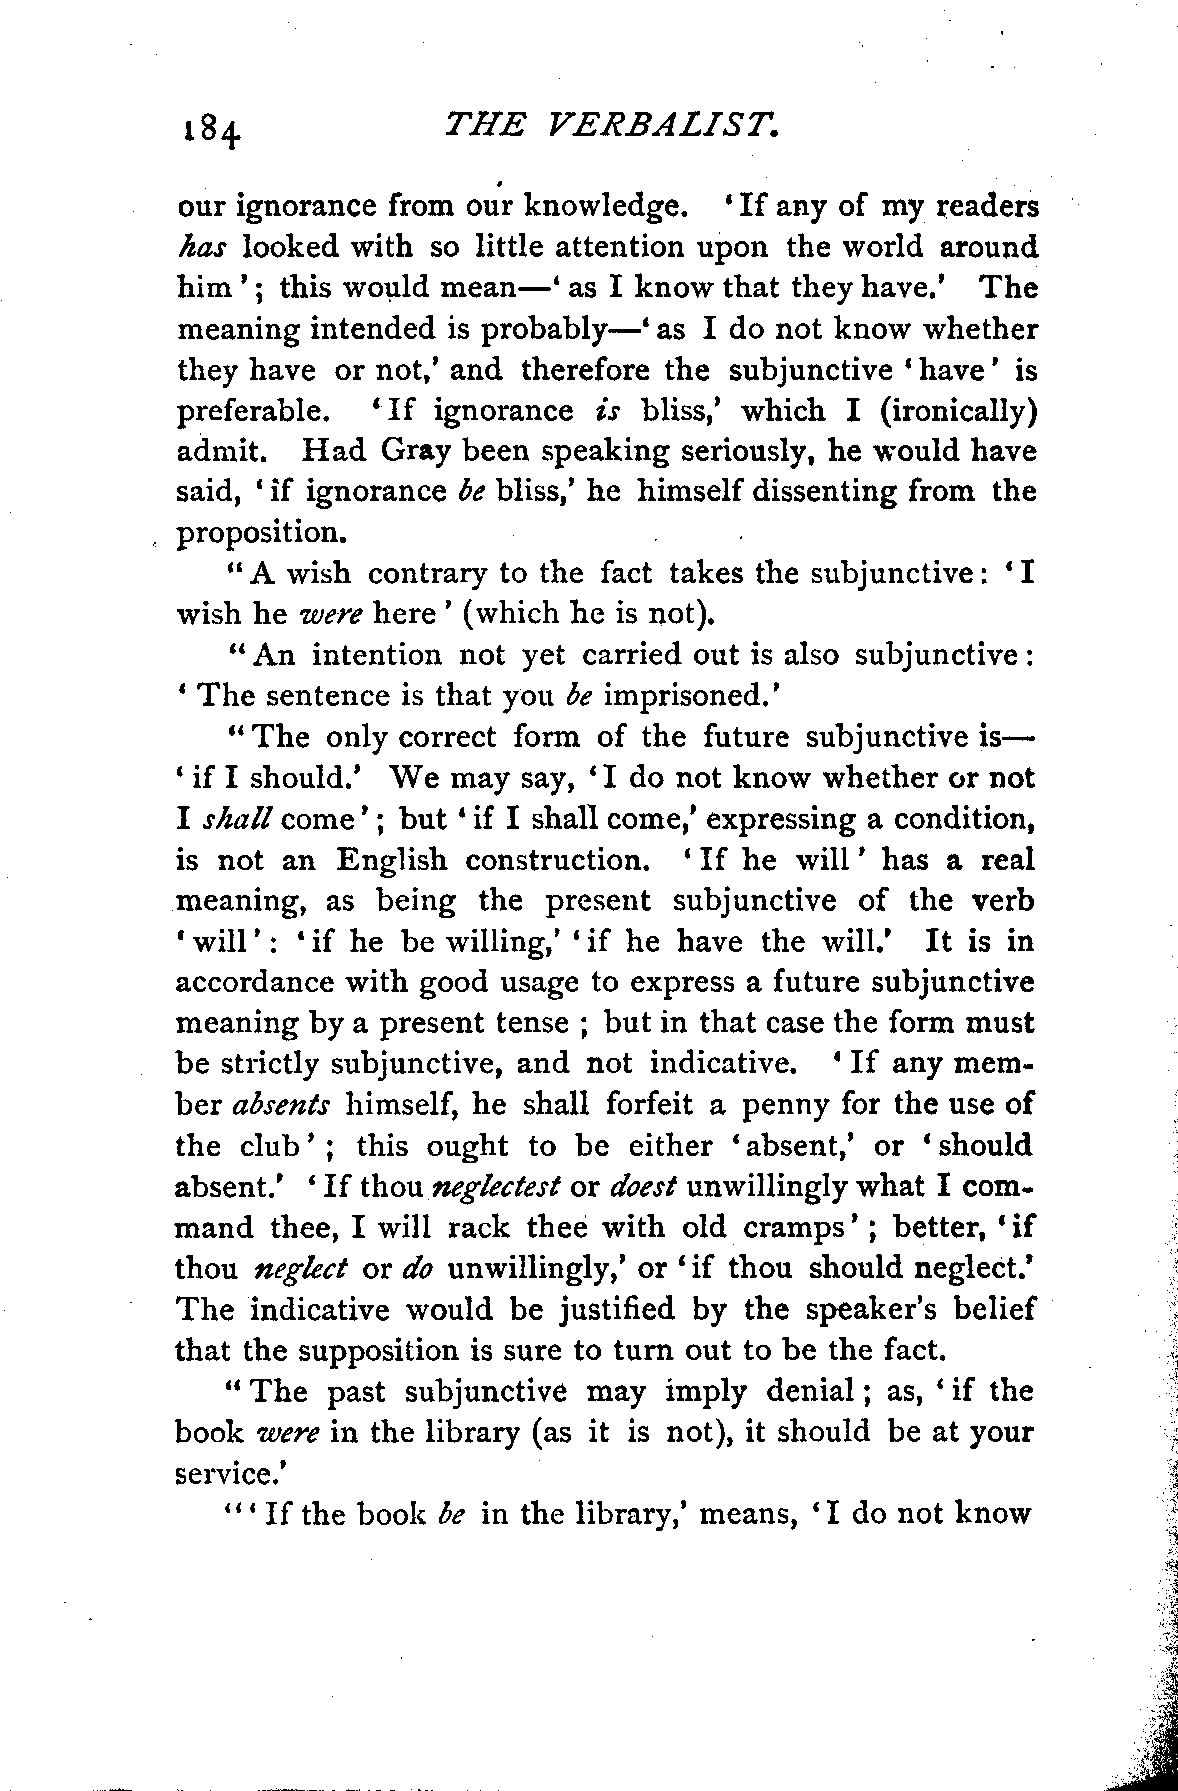 184 THE VERBALIST.
our ignorance from our knowledge. ‘If any of my readers
has looked with so little attention upon the world around
him’; this would mean—‘as I know that they have.’ The
meaning intended is probably—‘as I do not know whether
they have or not,’ and therefore the subjunctive ‘have’ is
preferable. ‘If ignorance is bliss,’ which I (ironically)
admit. Had Gray been speaking seriously, he would have
said, ‘if ignorance be bliss,’ he himself dissenting from the
proposition.
“A wish contrary to the fact takes the subjunctive: ‘I
wish he were here’ (which he is not).
“An intention not yet carried out is also subjunctive:
‘The sentence is that you be imprisoned.’
“The only correct form of the future subjunctive is—
‘if I should.’ We may say, ‘I do not know whether or not
I shall come’; but ‘if I shall come,’ expressing a condition,
is not an English construction. ‘If he will’ has a real
meaning, as being the present subjunctive of the verb
‘will’: ‘if he be willing,’ ‘if he have the will.’ It is in
accordance with good usage to express a future subjunctive
meaning by a present tense; but in that case the form must
be strictly subjunctive, and not indicative. ‘If any mem-
ber absents himself, he shall forfeit a penny for the use of
the club’; this ought to be either ‘absent,’ or ‘should
absent.’ ‘If thou neglectest or doest unwillingly what I com-
mand thee, I will rack thee with old cramps’; better, ‘if
thou neglect or do unwillingly,’ or ‘if thou should neglect.’
The indicative would be justified by the speaker’s belief
that the supposition is sure to turn out to be the fact.
“The past subjunctive may imply denial; as, ‘if the
book were in the library (as it is not), it should be at your
service.’
“‘If the book be in the library,’ means, ‘I do not know